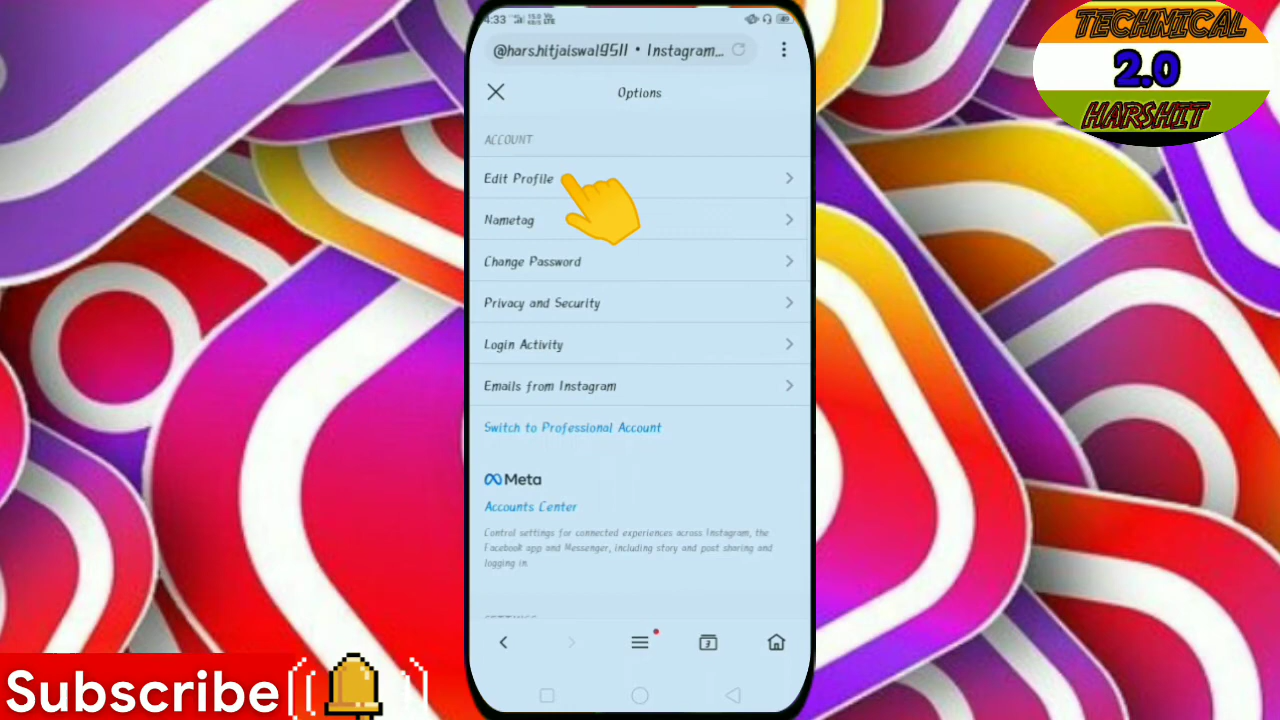 4:33
@hars.hitjaiswal9511 • Instagram...
Options
ACCOUNT
Edit Profile
Nametag
Change Password
Privacy and Security
Login Activity
Emails from Instagram
Switch to Professional Account
Meta
Accounts Center
Control settings for connected experiences across Instagram, the
Facebook app and Messenger, including story and post sharing and
logging in
TECHNICAL
2.0
HARSHIT
Subscribe